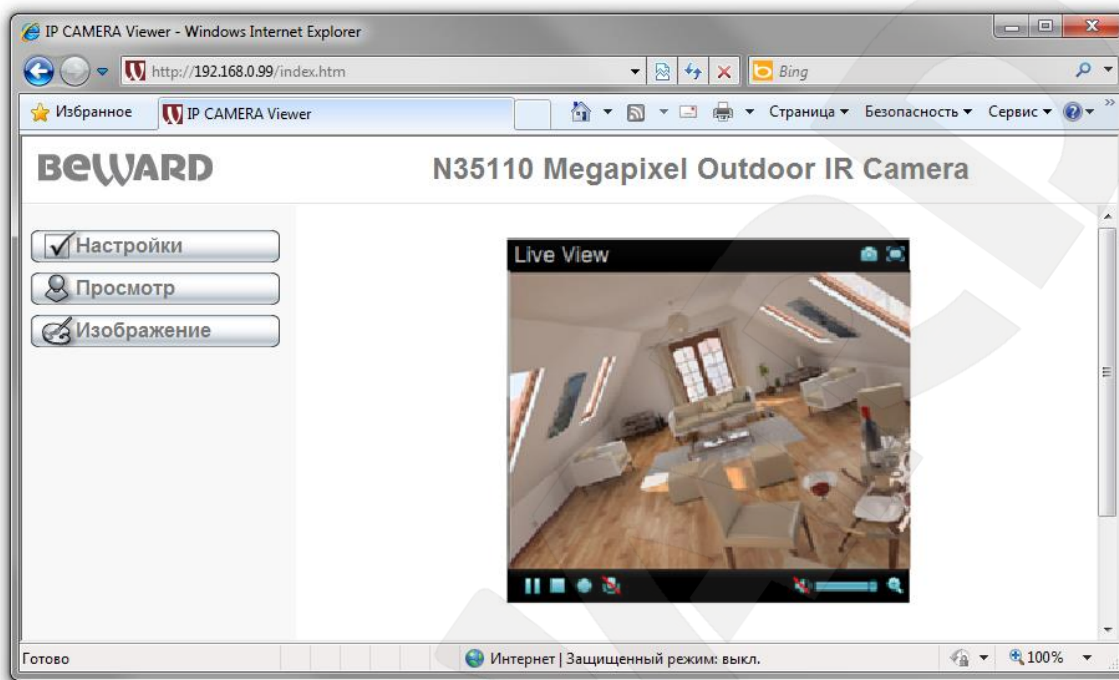 IP CAMERA Viewer - Windows Internet Explorer
http://192.168.0.99/index.htm
Bing
Избранное
IP CAMERA Viewer
Страница
Безопасность
Сервис
BEWARD
N35110 Megapixel Outdoor IR Camera
Настройки
Просмотр
Изображение
Live View
Готово
Интернет | Защищенный режим: выкл.
100%